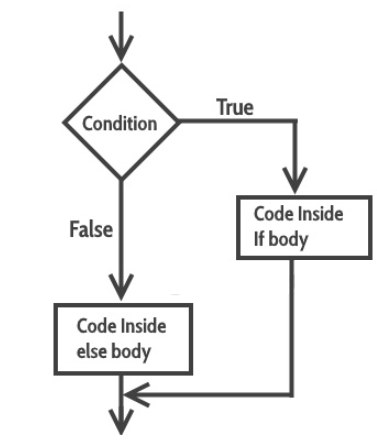 Condition
True
Code Inside
If body
False
Code Inside
else body